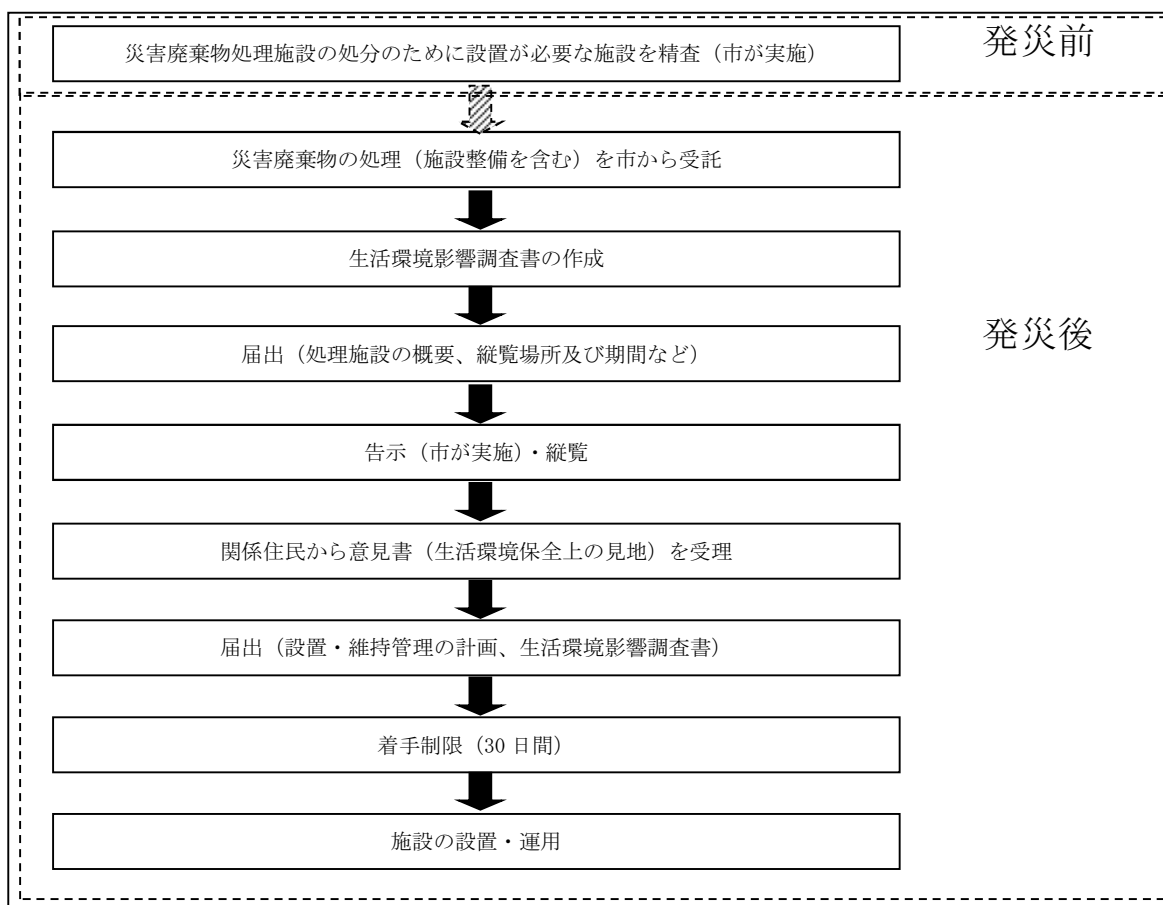 発災前
災害廃棄物処理施設の処分のために設置が必要な施設を精査（市が実施）
災害廃棄物の処理（施設整備を含む）を市から受託
生活環境影響調査書の作成
発災後
届出（処理施設の概要、縦覧場所及び期間など）
告示（市が実施）・縦覧
関係住民から意見書（生活環境保全上の見地）を受理
届出（設置・維持管理の計画、生活環境影響調査書）
着手制限（30 日間）
施設の設置・運用